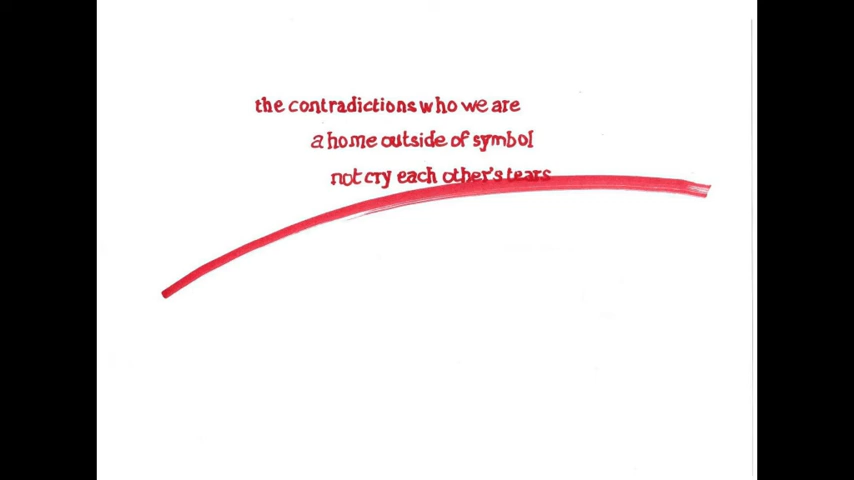 the contradictions who we are
a home outside of symbol
not cry each other's tears